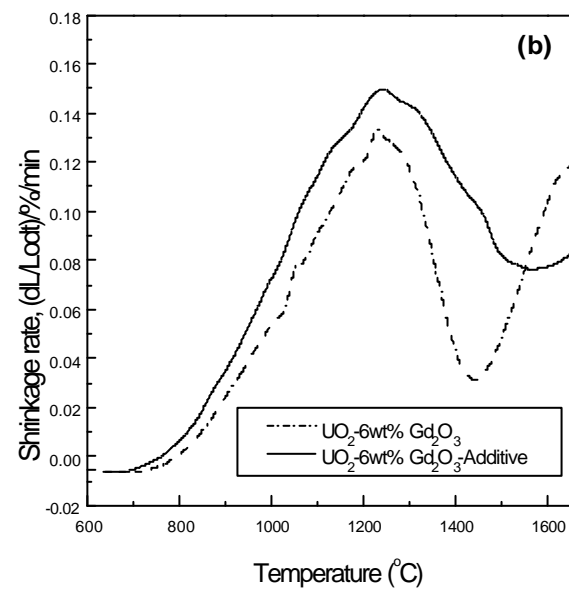 (b)
Shrinkage rate, (dL/Lodt)/%/min
0.18
0.16
0.14
0.12
0.10
0.08
0.06
0.04
0.02
0.00
-0.02
UO₂-6wt% Gd₂O₃
UO₂-6wt% Gd₂O₃-Additive
600 800 1000 1200 1400 1600
Temperature (°C)